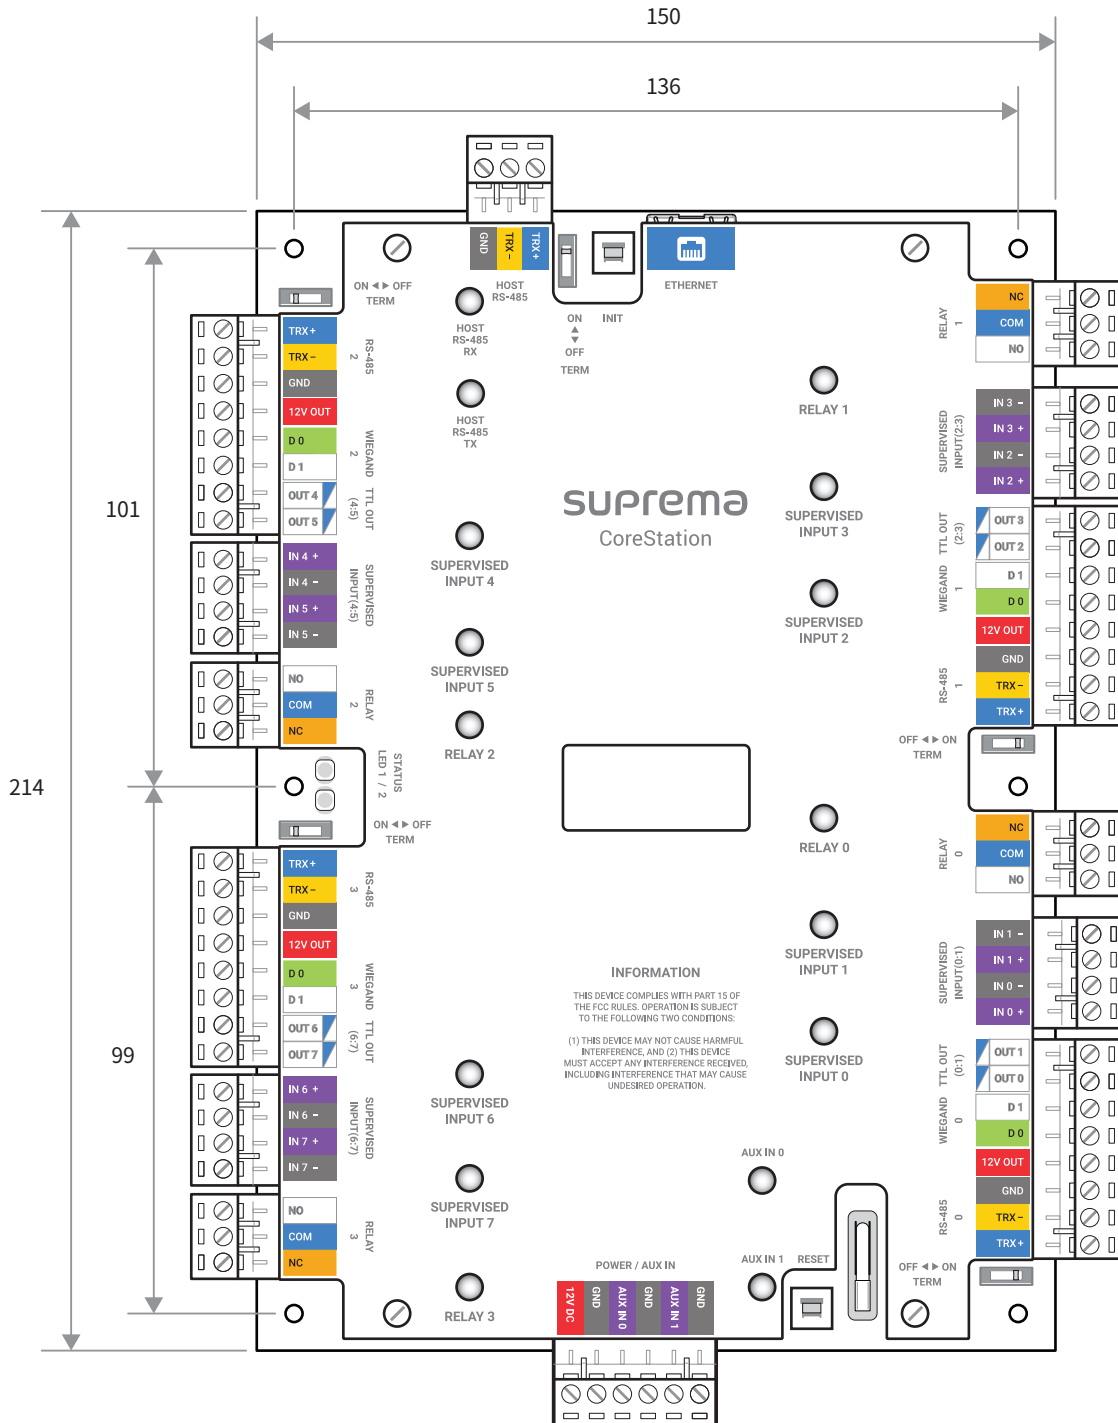 150
136
214
101
99
GND
TRX −
TRX +
HOST
RS-485
ON
OFF
TERM
INIT
ETHERNET
ON ◀ ▶ OFF
TERM
HOST
RS-485
RX
HOST
RS-485
TX
TRX +
TRX −
GND
RS-485
2
12V OUT
D 0
D 1
WIEGAND
2
OUT 4
OUT 5
TTL OUT
(4:5)
IN 4 +
IN 4 −
IN 5 +
IN 5 −
SUPERVISED
INPUT(4:5)
NO
COM
NC
RELAY
2
STATUS
LED 1 / 2
ON ◀ ▶ OFF
TERM
TRX +
TRX −
GND
RS-485
3
12V OUT
D 0
D 1
WIEGAND
3
OUT 6
OUT 7
TTL OUT
(6:7)
IN 6 +
IN 6 −
IN 7 +
IN 7 −
SUPERVISED
INPUT(6:7)
NO
COM
NC
RELAY
3
SUPERVISED
INPUT 4
SUPERVISED
INPUT 5
RELAY 2
SUPERVISED
INPUT 6
SUPERVISED
INPUT 7
RELAY 3
suprema
CoreStation
RELAY 1
SUPERVISED
INPUT 3
SUPERVISED
INPUT 2
RELAY 0
SUPERVISED
INPUT 1
SUPERVISED
INPUT 0
INFORMATION
THIS DEVICE COMPLIES WITH PART 15 OF
THE FCC RULES. OPERATION IS SUBJECT
TO THE FOLLOWING TWO CONDITIONS:
(1) THIS DEVICE MAY NOT CAUSE HARMFUL
INTERFERENCE, AND (2) THIS DEVICE
MUST ACCEPT ANY INTERFERENCE RECEIVED,
INCLUDING INTERFERENCE THAT MAY CAUSE
UNDESIRED OPERATION.
AUX IN 0
AUX IN 1
RESET
POWER / AUX IN
12V DC
GND
AUX IN 0
GND
AUX IN 1
GND
RELAY
1
NC
COM
NO
SUPERVISED
INPUT(2:3)
IN 3 −
IN 3 +
IN 2 −
IN 2 +
TTL OUT
(2:3)
OUT 3
OUT 2
WIEGAND
1
D 1
D 0
12V OUT
RS-485
1
GND
TRX −
TRX +
OFF ◀ ▶ ON
TERM
RELAY
0
NC
COM
NO
SUPERVISED
INPUT(0:1)
IN 1 −
IN 1 +
IN 0 −
IN 0 +
TTL OUT
(0:1)
OUT 1
OUT 0
WIEGAND
0
D 1
D 0
12V OUT
RS-485
0
GND
TRX −
TRX +
OFF ◀ ▶ ON
TERM